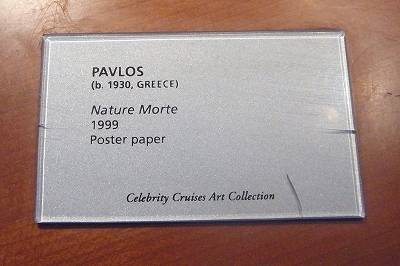 PAVLOS
(b. 1930, GREECE)
Nature Morte
1999
Poster paper
Celebrity Cruises Art Collection